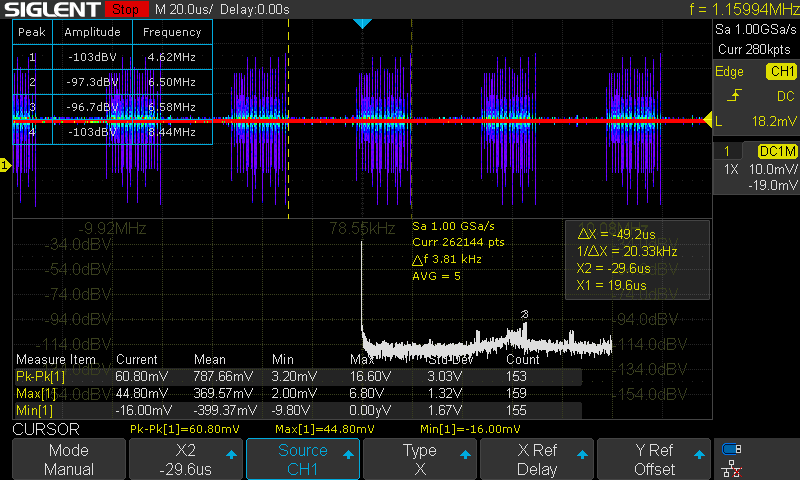 SIGLENT Stop M 20.0us/ Delay:0.00s f = 1.15994MHz
Sa 1.00GSa/s
Curr 280kpts
Edge CH1
DC
L 18.2mV
1 DC1M
1X 10.0mV/
-19.0mV
Peak Amplitude Frequency
1 -103dBV 4.62MHz
2 -97.3dBV 6.50MHz
3 -96.7dBV 6.58MHz
4 -103dBV 8.44MHz
1
-9.92MHz 78.55kHz
Sa 1.00 GSa/s
Curr 262144 pts
△f 3.81 kHz
AVG = 5
△X = -49.2us
1/△X = 20.33kHz
X2 = -29.6us
X1 = 19.6us
-34.0dBV
-54.0dBV
-74.0dBV -74.0dBV
-94.0dBV -94.0dBV
-114.0dBV -114.0dBV
-134.0dBV
-154.0dBV
Measure Item Current Mean Min Max Std-Dev Count
Pk-Pk[1] 60.80mV 787.66mV 3.20mV 16.60V 3.03V 153
Max[1] 44.80mV 369.57mV 2.00mV 6.80V 1.32V 159
Min[1] -16.00mV -399.37mV -9.80V 0.00yV 1.67V 155
CURSOR Pk-Pk[1]=60.80mV Max[1]=44.80mV Min[1]=-16.00mV
Mode
Manual
X2
-29.6us
Source
CH1
Type
X
X Ref
Delay
Y Ref
Offset